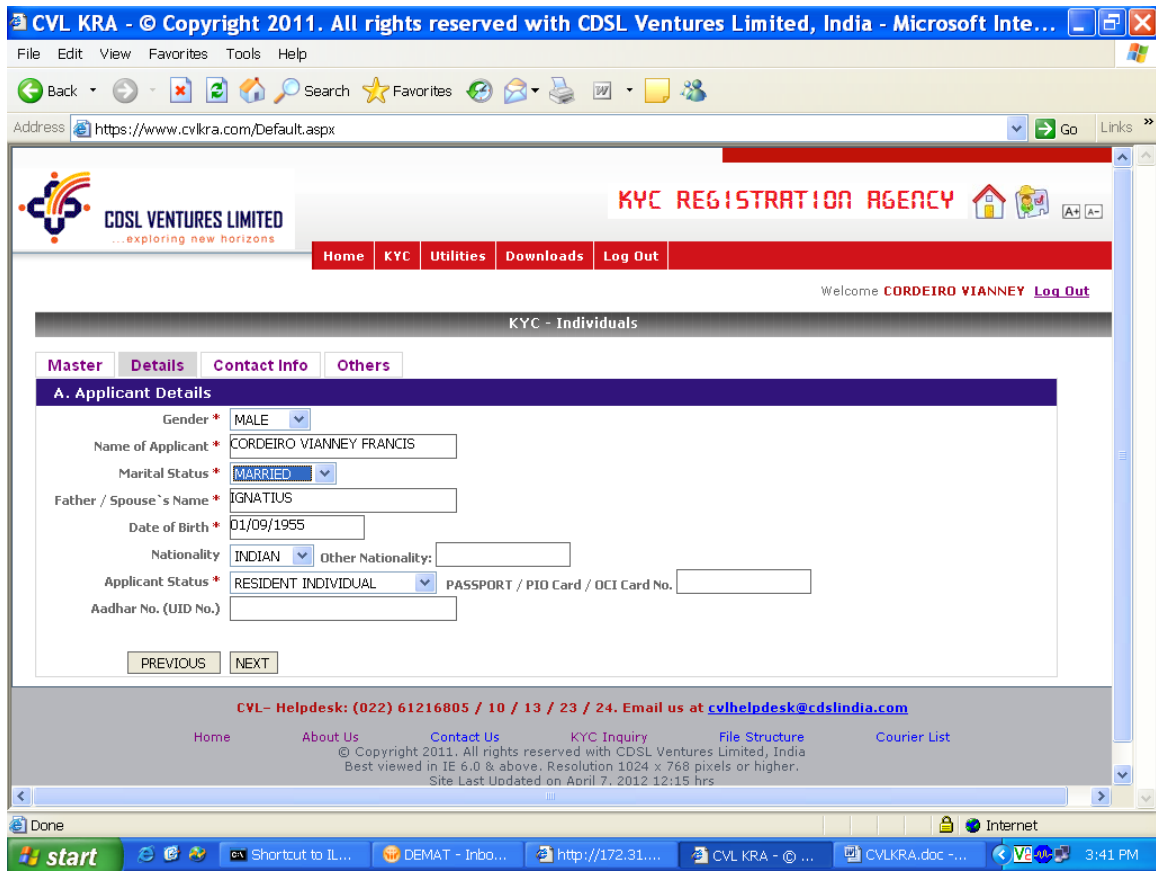 CVL KRA - © Copyright 2011. All rights reserved with CDSL Ventures Limited, India - Microsoft Inte...
File Edit View Favorites Tools Help
Back Search Favorites
Address https://www.cvlkra.com/Default.aspx Go Links »
CDSL VENTURES LIMITED
...exploring new horizons
KYC REGISTRATION AGENCY A+ A-
Home KYC Utilities Downloads Log Out
Welcome CORDEIRO VIANNEY Log Out
KYC - Individuals
Master Details Contact Info Others
A. Applicant Details
Gender * MALE
Name of Applicant * CORDEIRO VIANNEY FRANCIS
Marital Status * MARRIED
Father / Spouse`s Name * IGNATIUS
Date of Birth * 01/09/1955
Nationality INDIAN Other Nationality:
Applicant Status * RESIDENT INDIVIDUAL PASSPORT / PIO Card / OCI Card No.
Aadhar No. (UID No.)
PREVIOUS NEXT
CVL– Helpdesk: (022) 61216805 / 10 / 13 / 23 / 24. Email us at cvlhelpdesk@cdslindia.com
Home About Us Contact Us KYC Inquiry File Structure Courier List
© Copyright 2011. All rights reserved with CDSL Ventures Limited, India
Best viewed in IE 6.0 & above. Resolution 1024 x 768 pixels or higher.
Site Last Updated on April 7, 2012 12:15 hrs
Done Internet
start Shortcut to IL... DEMAT - Inbo... http://172.31.... CVL KRA - © ... CVLKRA.doc -... 3:41 PM